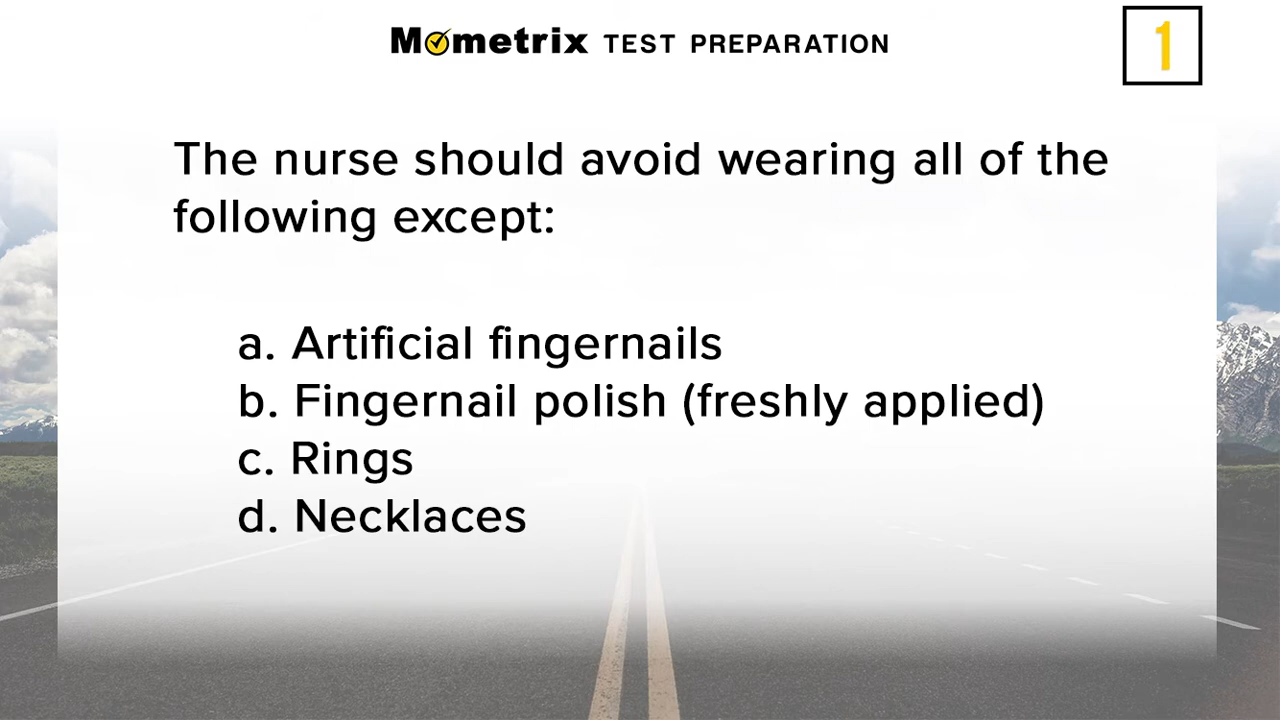 Mometrix TEST PREPARATION
1
The nurse should avoid wearing all of the
following except:
a. Artificial fingernails
b. Fingernail polish (freshly applied)
c. Rings
d. Necklaces